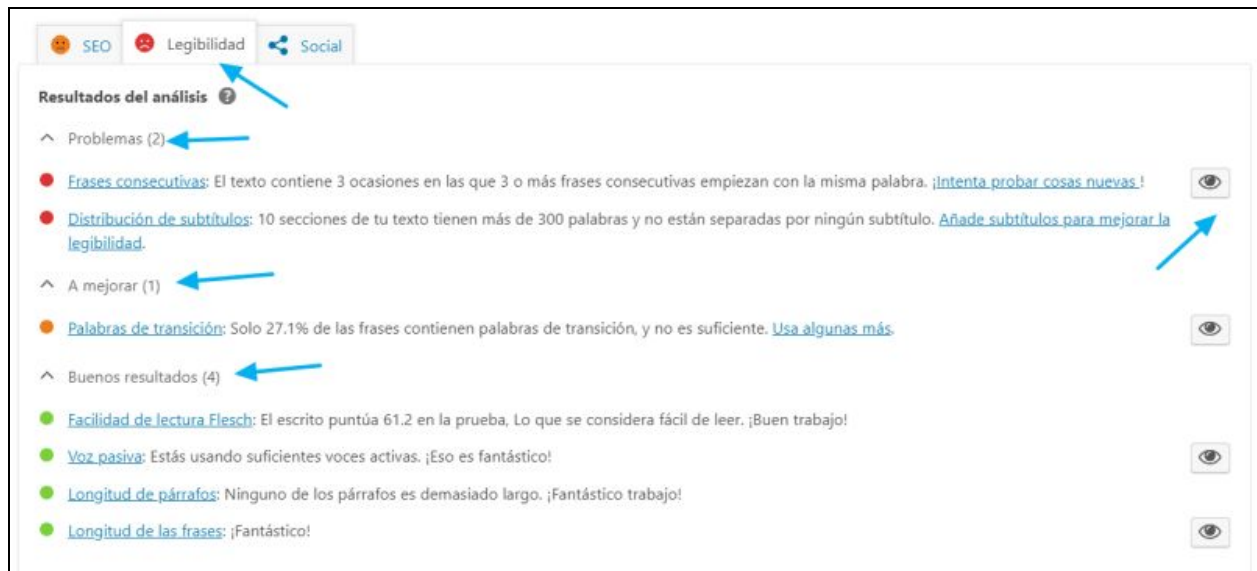 SEO Legibilidad Social
Resultados del análisis ?
Problemas (2)
Frases consecutivas: El texto contiene 3 ocasiones en las que 3 o más frases consecutivas empiezan con la misma palabra. ¡Intenta probar cosas nuevas !
Distribución de subtítulos: 10 secciones de tu texto tienen más de 300 palabras y no están separadas por ningún subtítulo. Añade subtítulos para mejorar la
legibilidad.
A mejorar (1)
Palabras de transición: Solo 27.1% de las frases contienen palabras de transición, y no es suficiente. Usa algunas más.
Buenos resultados (4)
Facilidad de lectura Flesch: El escrito puntúa 61.2 en la prueba, Lo que se considera fácil de leer. ¡Buen trabajo!
Voz pasiva: Estás usando suficientes voces activas. ¡Eso es fantástico!
Longitud de párrafos: Ninguno de los párrafos es demasiado largo. ¡Fantástico trabajo!
Longitud de las frases: ¡Fantástico!